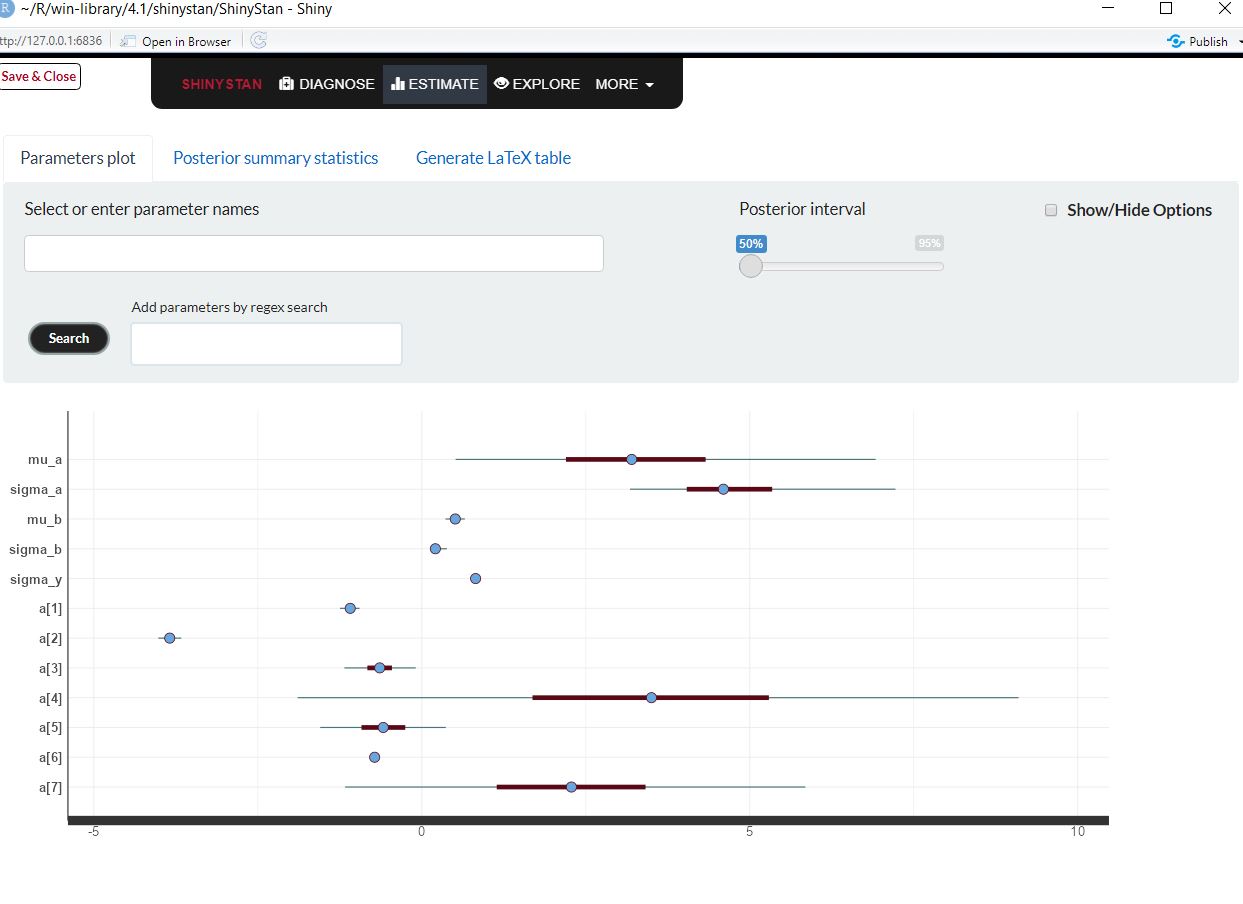 R ~/R/win-library/4.1/shinystan/ShinyStan - Shiny
ttp://127.0.0.1:6836 Open in Browser Publish
Save & Close
SHINYSTAN DIAGNOSE ESTIMATE EXPLORE MORE
Parameters plot Posterior summary statistics Generate LaTeX table
Select or enter parameter names Posterior interval Show/Hide Options
50% 95%
Add parameters by regex search
Search
mu_a
sigma_a
mu_b
sigma_b
sigma_y
a[1]
a[2]
a[3]
a[4]
a[5]
a[6]
a[7]
-5 0 5 10